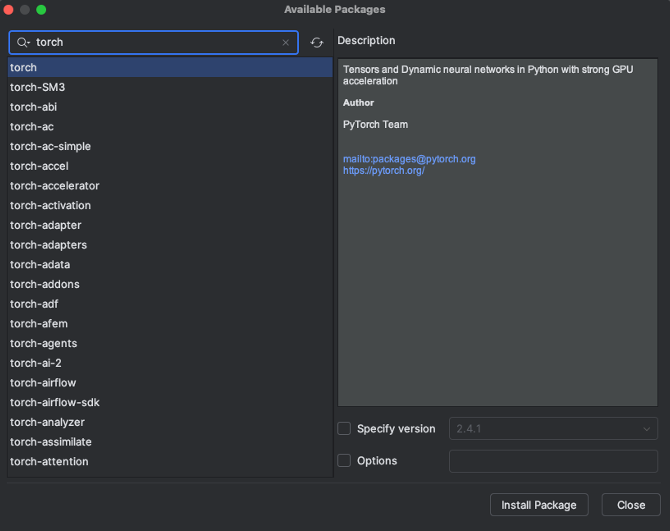 Available Packages
torch
Description
torch
torch-SM3
torch-abi
torch-ac
torch-ac-simple
torch-accel
torch-accelerator
torch-activation
torch-adapter
torch-adapters
torch-adata
torch-addons
torch-adf
torch-afem
torch-agents
torch-ai-2
torch-airflow
torch-airflow-sdk
torch-analyzer
torch-assimilate
torch-attention
Tensors and Dynamic neural networks in Python with strong GPU
acceleration
Author
PyTorch Team
mailto:packages@pytorch.org
https://pytorch.org/
Specify version
2.4.1
Options
Install Package
Close